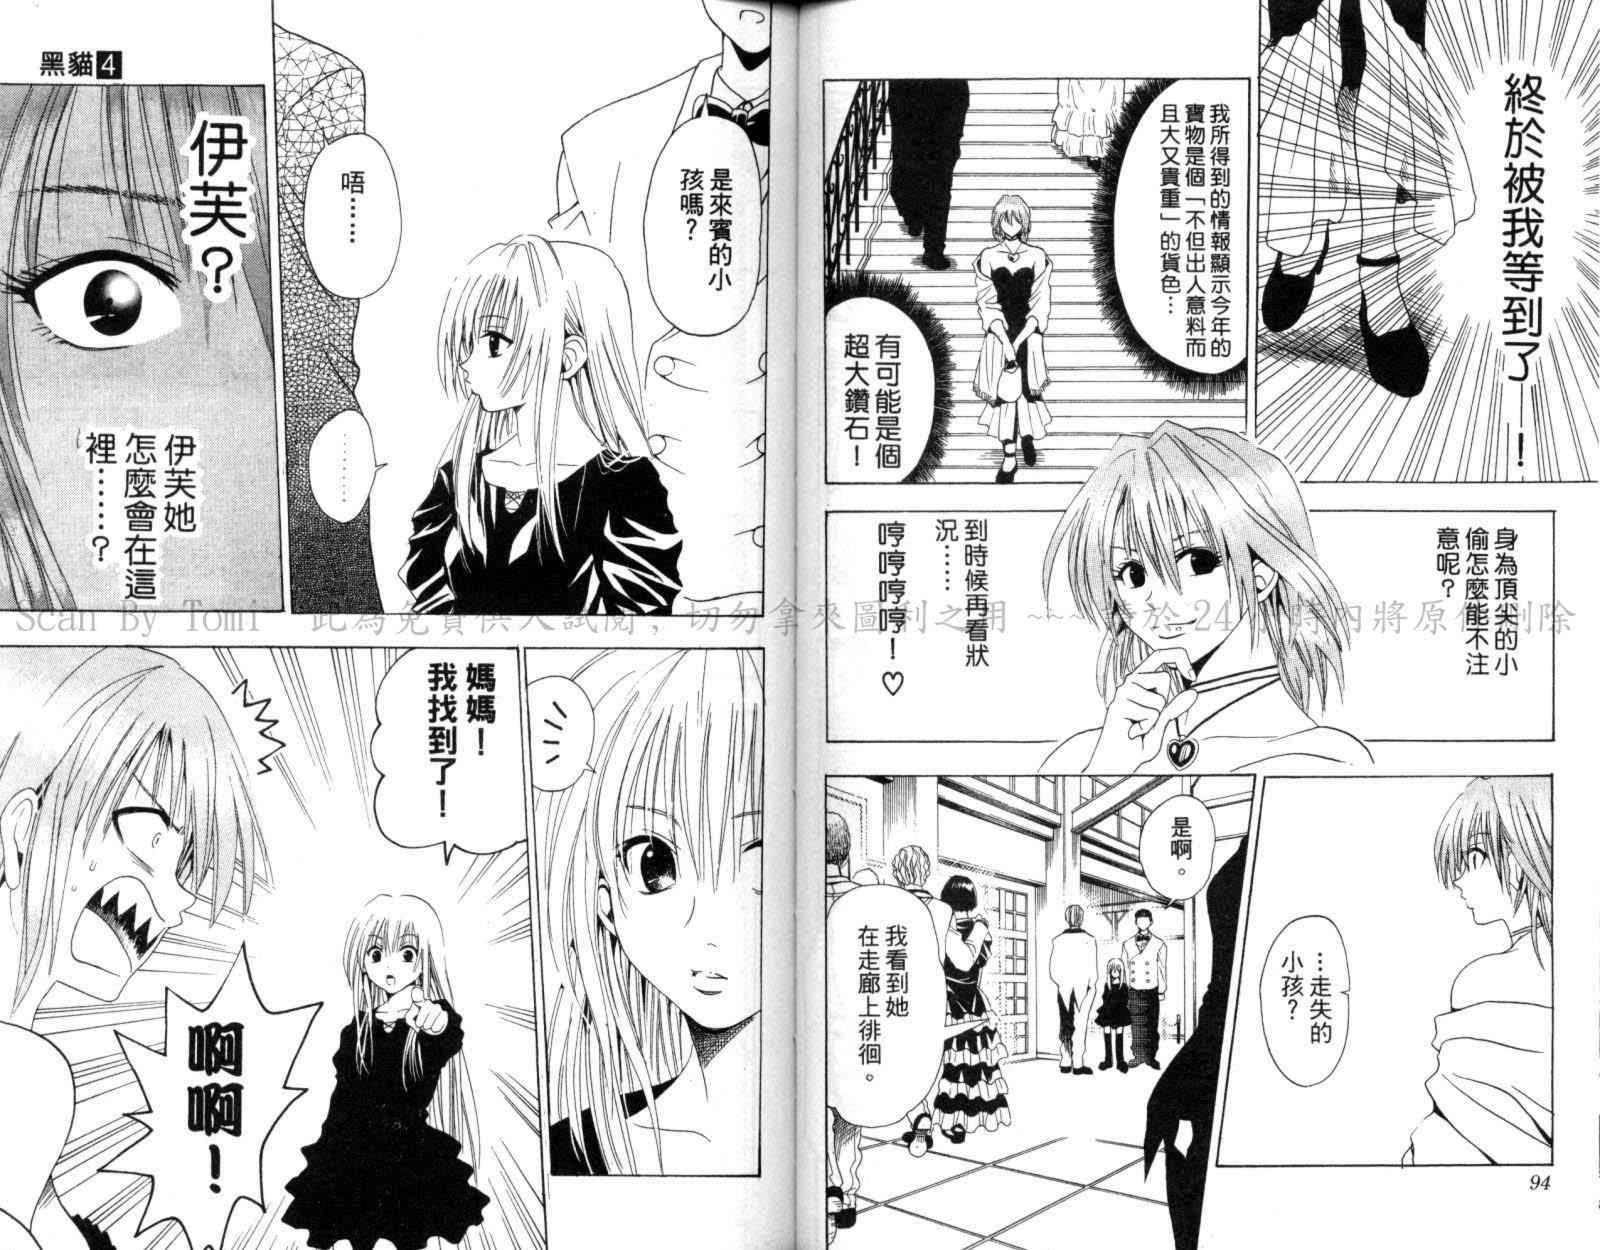 終於被我等到了──！
我所得到的情報顯示今年的
寶物是個「不但出人意料而
且大又貴重」的貨色…
有可能是個
超大鑽石！
身為頂尖的小
偷怎麼能不注
意呢？
到時候再看狀
況……
哼哼哼哼！♡
…走失的
小孩？
是啊。
我看到她
在走廊上徘徊。
94
黑貓4
是來賓的小
孩嗎？
唔……
……
伊芙？
伊芙她
怎麼會在這
裡……？
媽媽！
我找到了！
啊啊！
Scan By Tomi 此為免費供人試閱，切勿拿來圖利之用 ~~~請於 24 小時內將原件刪除